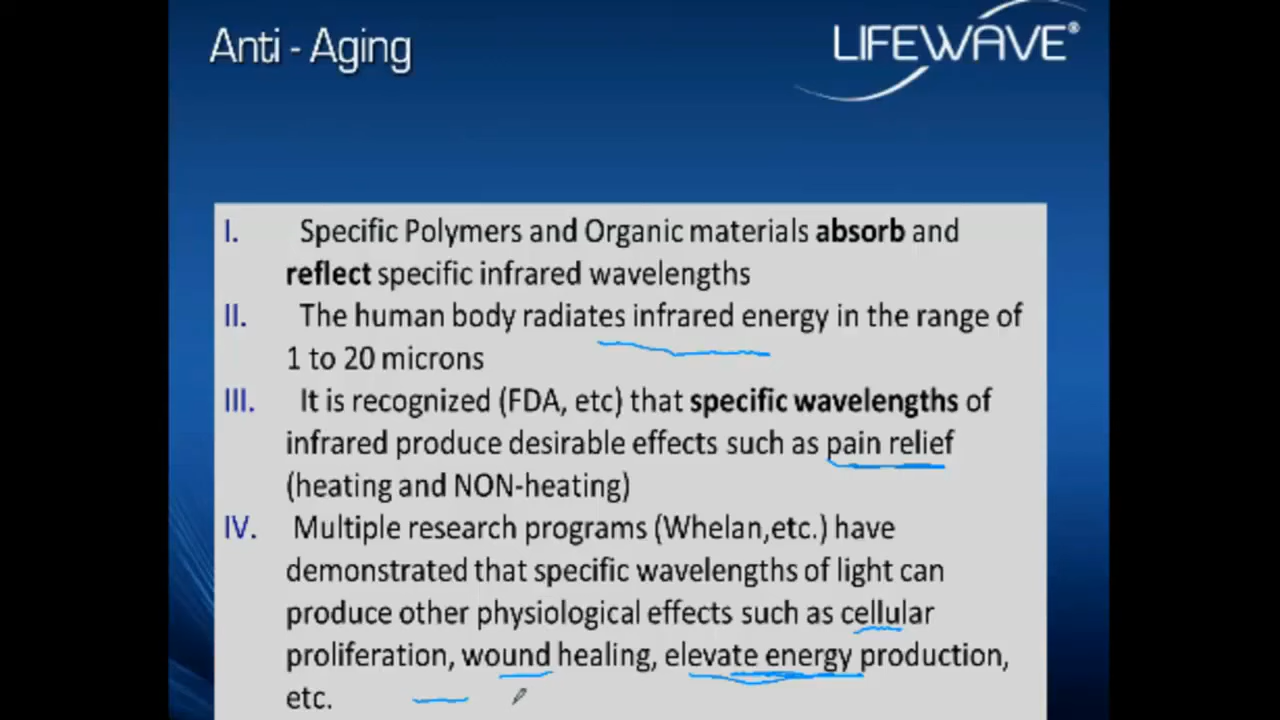 Anti - Aging
LIFEWAVE®
I. Specific Polymers and Organic materials absorb and
reflect specific infrared wavelengths
II. The human body radiates infrared energy in the range of
1 to 20 microns
III. It is recognized (FDA, etc) that specific wavelengths of
infrared produce desirable effects such as pain relief
(heating and NON-heating)
IV. Multiple research programs (Whelan,etc.) have
demonstrated that specific wavelengths of light can
produce other physiological effects such as cellular
proliferation, wound healing, elevate energy production,
etc.